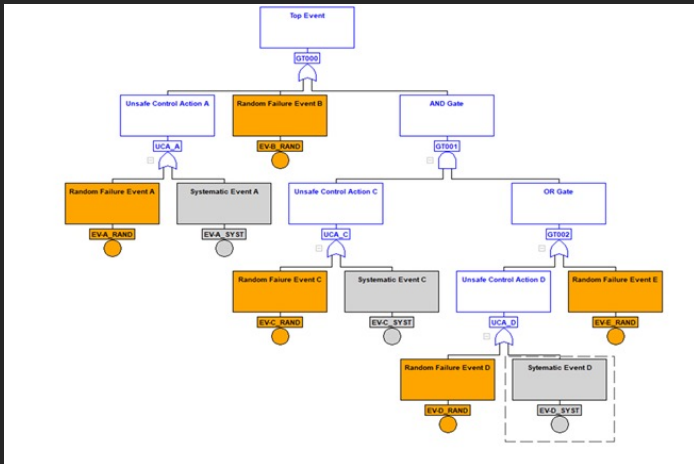 Top Event
GT000
Unsafe Control Action A
Random Failure Event B
AND Gate
UCA_A
EV-B_RAND
GT001
Random Failure Event A
Systematic Event A
Unsafe Control Action C
OR Gate
EV-A_RAND
EV-A_SYST
UCA_C
GT002
Random Failure Event C
Systematic Event C
Unsafe Control Action D
Random Failure Event E
EV-C_RAND
EV-C_SYST
UCA_D
EV-E_RAND
Random Failure Event D
Sytematic Event D
EV-D_RAND
EV-D_SYST